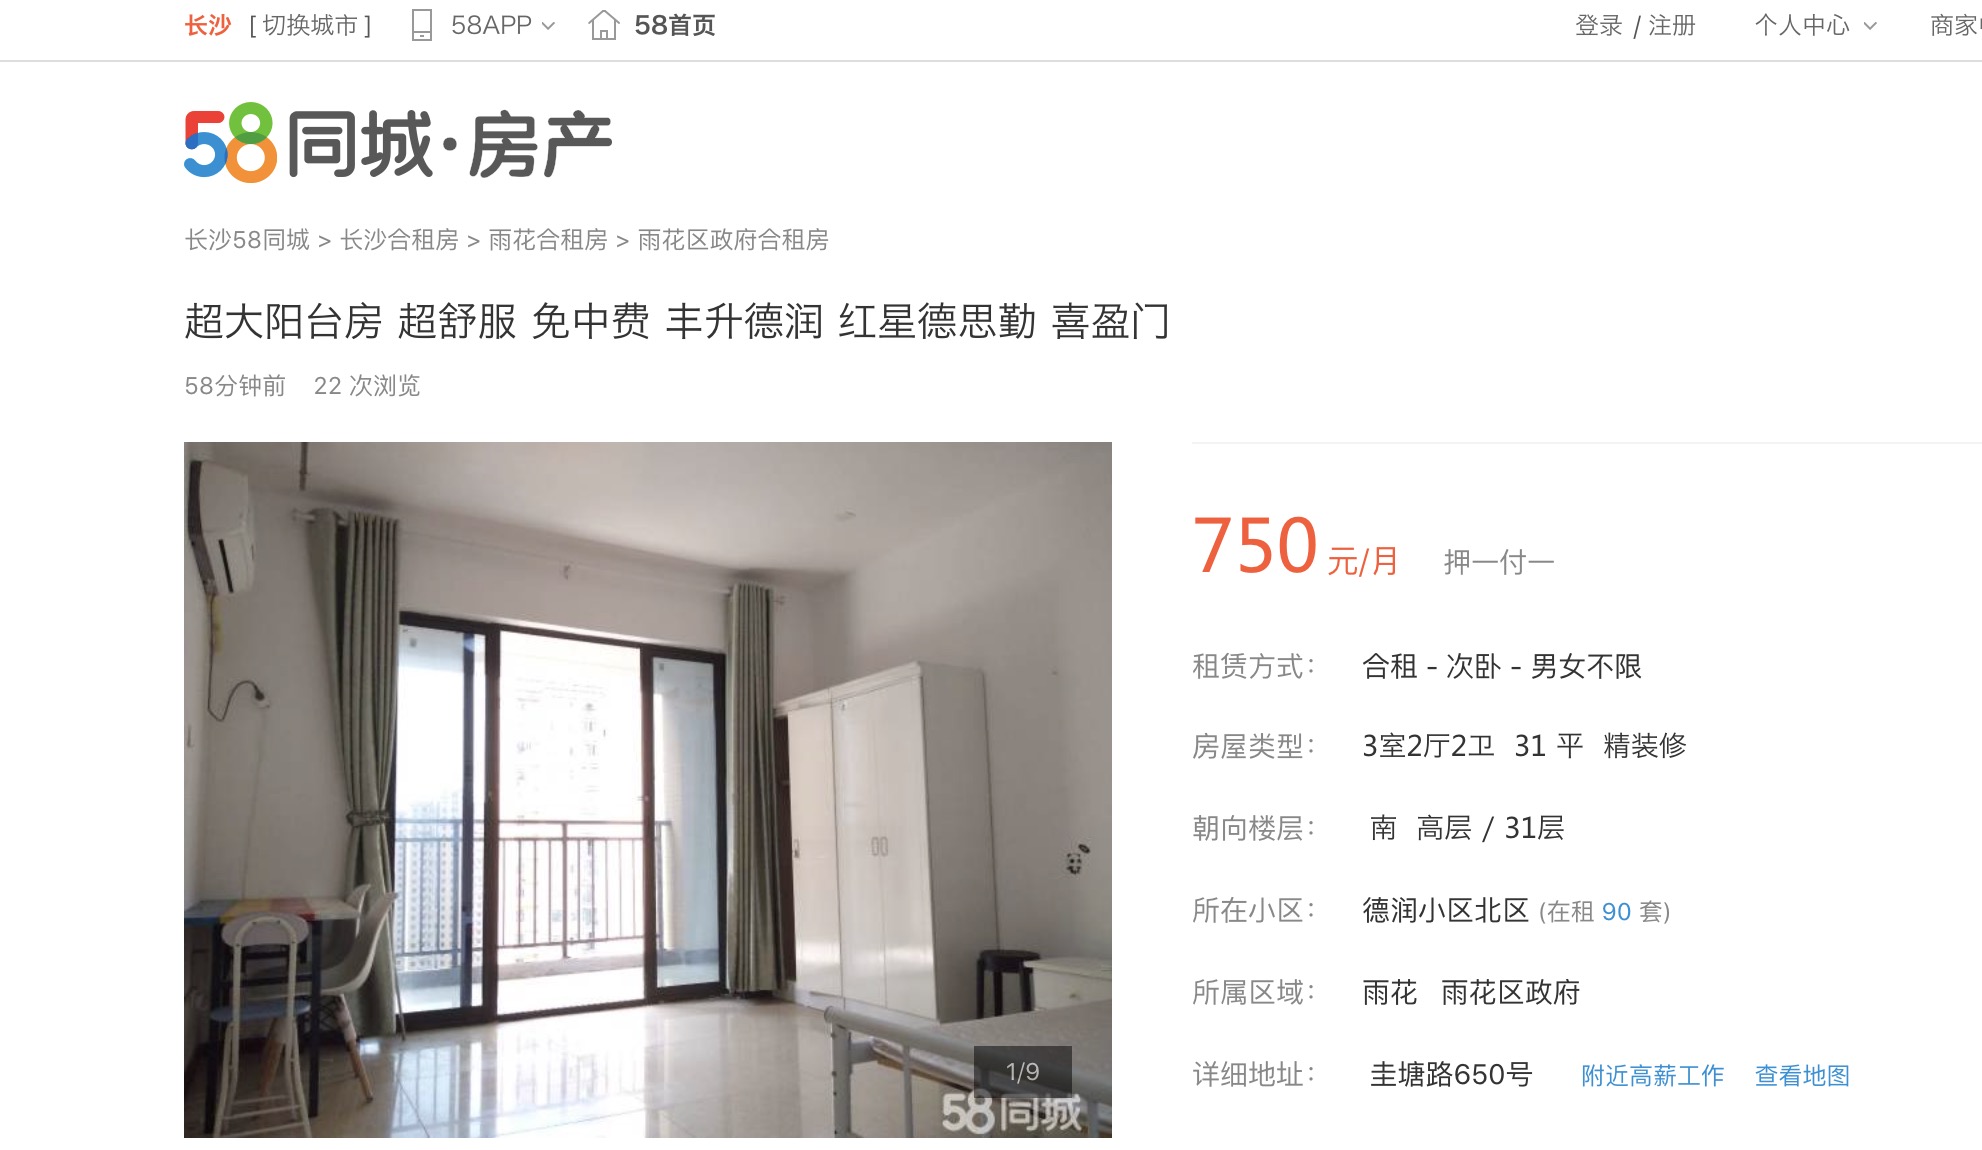 长沙 [ 切换城市 ] 58APP 58首页 登录 / 注册 个人中心 商家
58同城·房产
长沙58同城 > 长沙合租房 > 雨花合租房 > 雨花区政府合租房
超大阳台房 超舒服 免中费 丰升德润 红星德思勤 喜盈门
58分钟前 22 次浏览
750 元/月 押一付一
租赁方式： 合租 - 次卧 - 男女不限
房屋类型： 3室2厅2卫 31 平 精装修
朝向楼层： 南 高层 / 31层
所在小区： 德润小区北区 (在租 90 套)
所属区域： 雨花 雨花区政府
详细地址： 圭塘路650号 附近高薪工作 查看地图
1/9
58同城